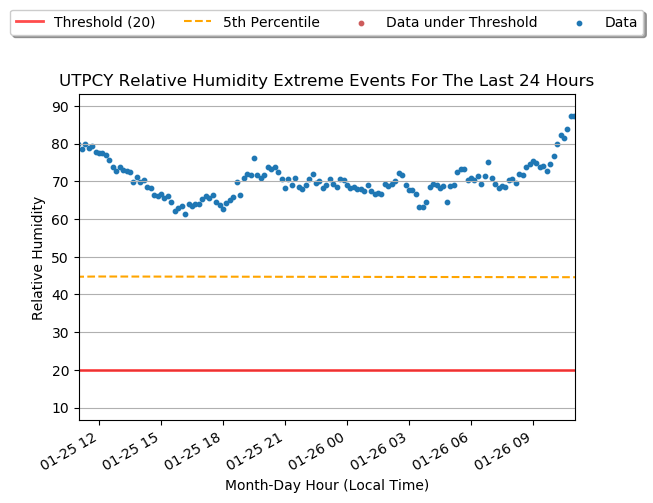 Threshold (20) 5th Percentile Data under Threshold Data
UTPCY Relative Humidity Extreme Events For The Last 24 Hours
90
80
70
60
50
40
30
20
10
Relative Humidity
01-25 12 01-25 15 01-25 18 01-25 21 01-26 00 01-26 03 01-26 06 01-26 09
Month-Day Hour (Local Time)